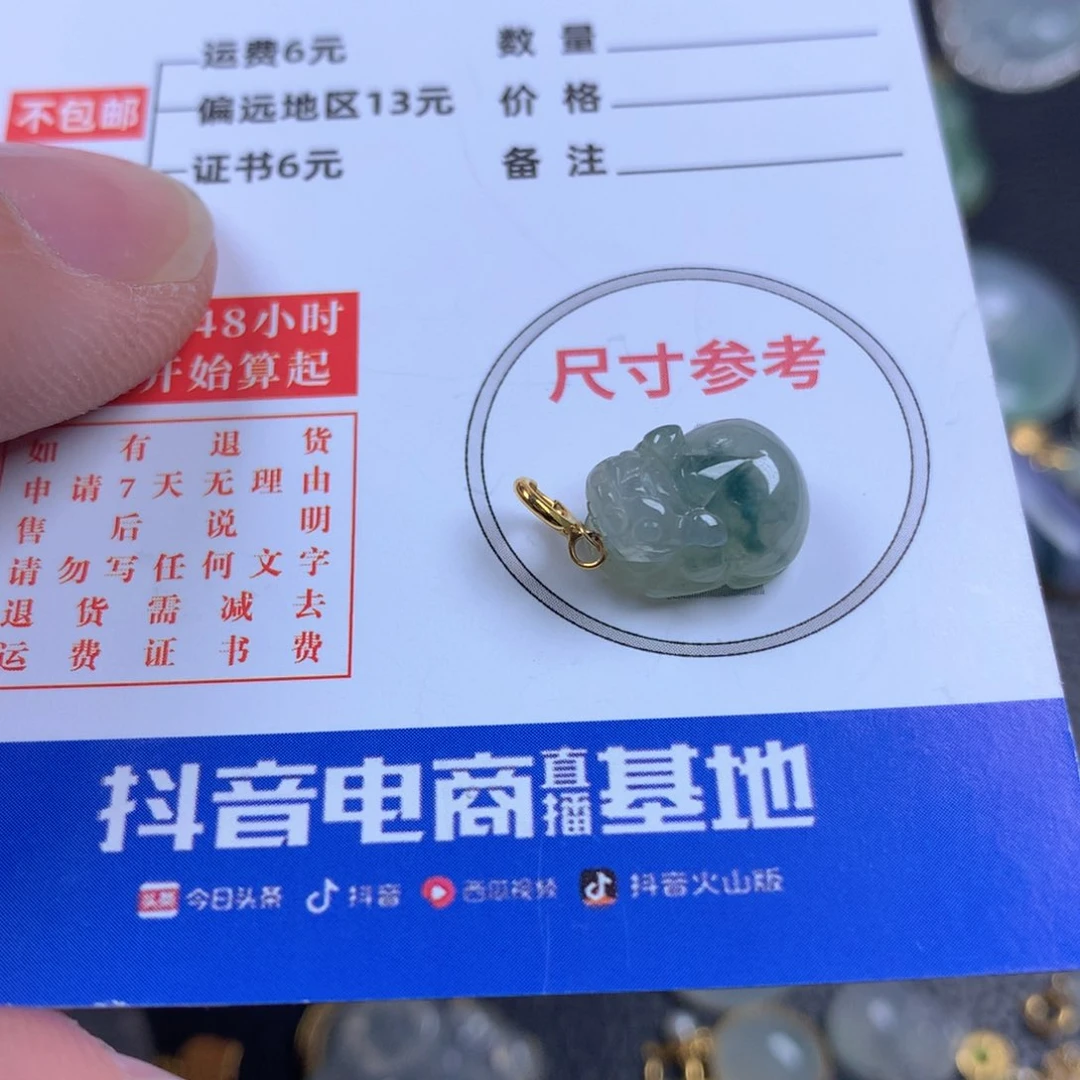 运费6元
不包邮
偏远地区13元
证书6元
数量
价格
备注
48小时
开始算起
如有退货
申请7天无理由
售后说明
请勿写任何文字
退货需减去
运费证书费
尺寸参考
抖音电商直播基地
头条 今日头条 抖音 西瓜视频 抖音火山版